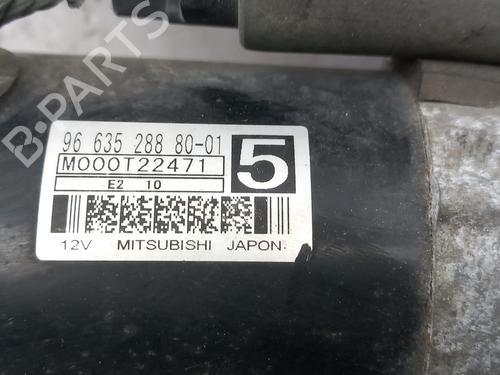 96 635 288 80-01
M000T22471
5
E2 10
12V MITSUBISHI JAPON
B-PARTS